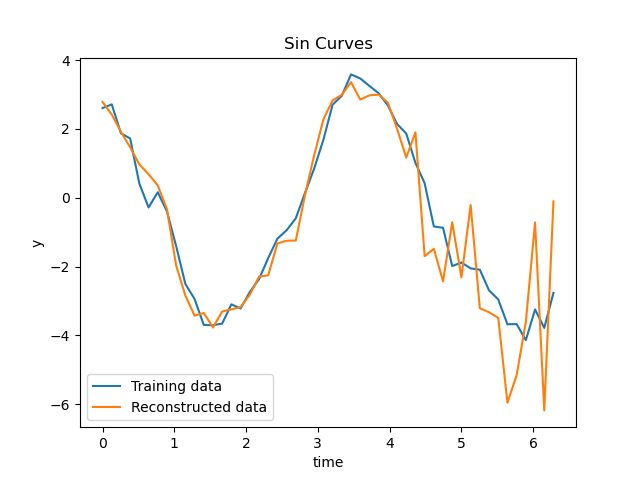 Sin Curves
4
2
0
−2
−4
−6
y
0 1 2 3 4 5 6
time
Training data
Reconstructed data